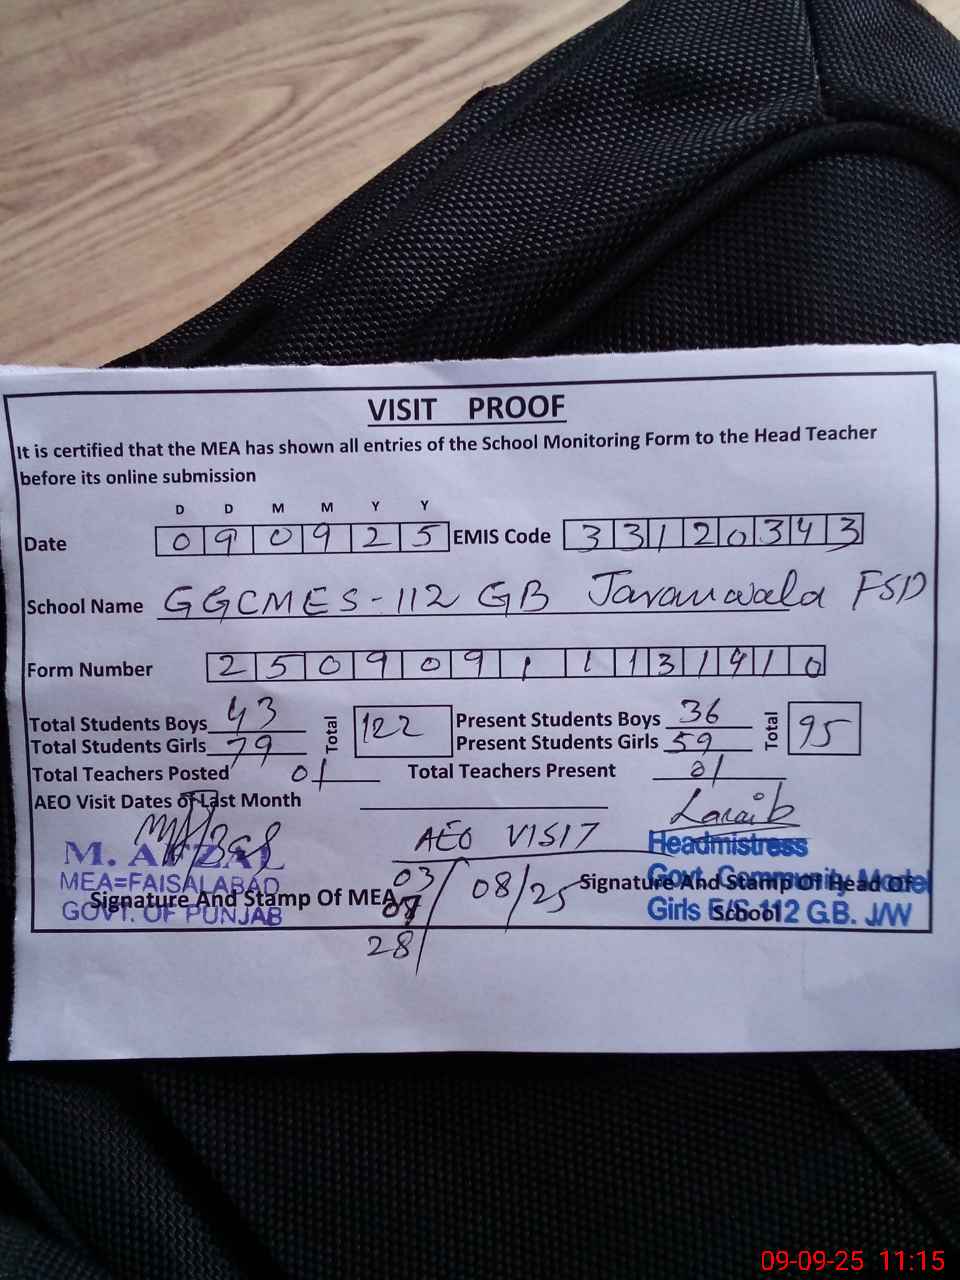 VISIT PROOF
It is certified that the MEA has shown all entries of the School Monitoring Form to the Head Teacher
before its online submission
D D M M Y Y
Date 0 9 0 9 2 5 EMIS Code 3 3 1 2 0 3 4 3
School Name GGCMES-112 GB Jaranwala FSD
Form Number 2 5 0 9 0 9 1 1 1 3 1 9 1 0
Total Students Boys 43 Total 122 Present Students Boys 36 Total 95
Total Students Girls 79 Present Students Girls 59
Total Teachers Posted 01 Total Teachers Present 01
AEO Visit Dates of Last Month
Laraib
AEO VISIT
M. AFZAL
MEA=FAISALABAD
GOVT. OF PUNJAB
Signature And Stamp Of MEA
03
08/25
28
Headmistress
Govt. Community Model
Girls E/S 112 G.B. J/W
Signature And Stamp Of Head Of
School
09-09-25 11:15